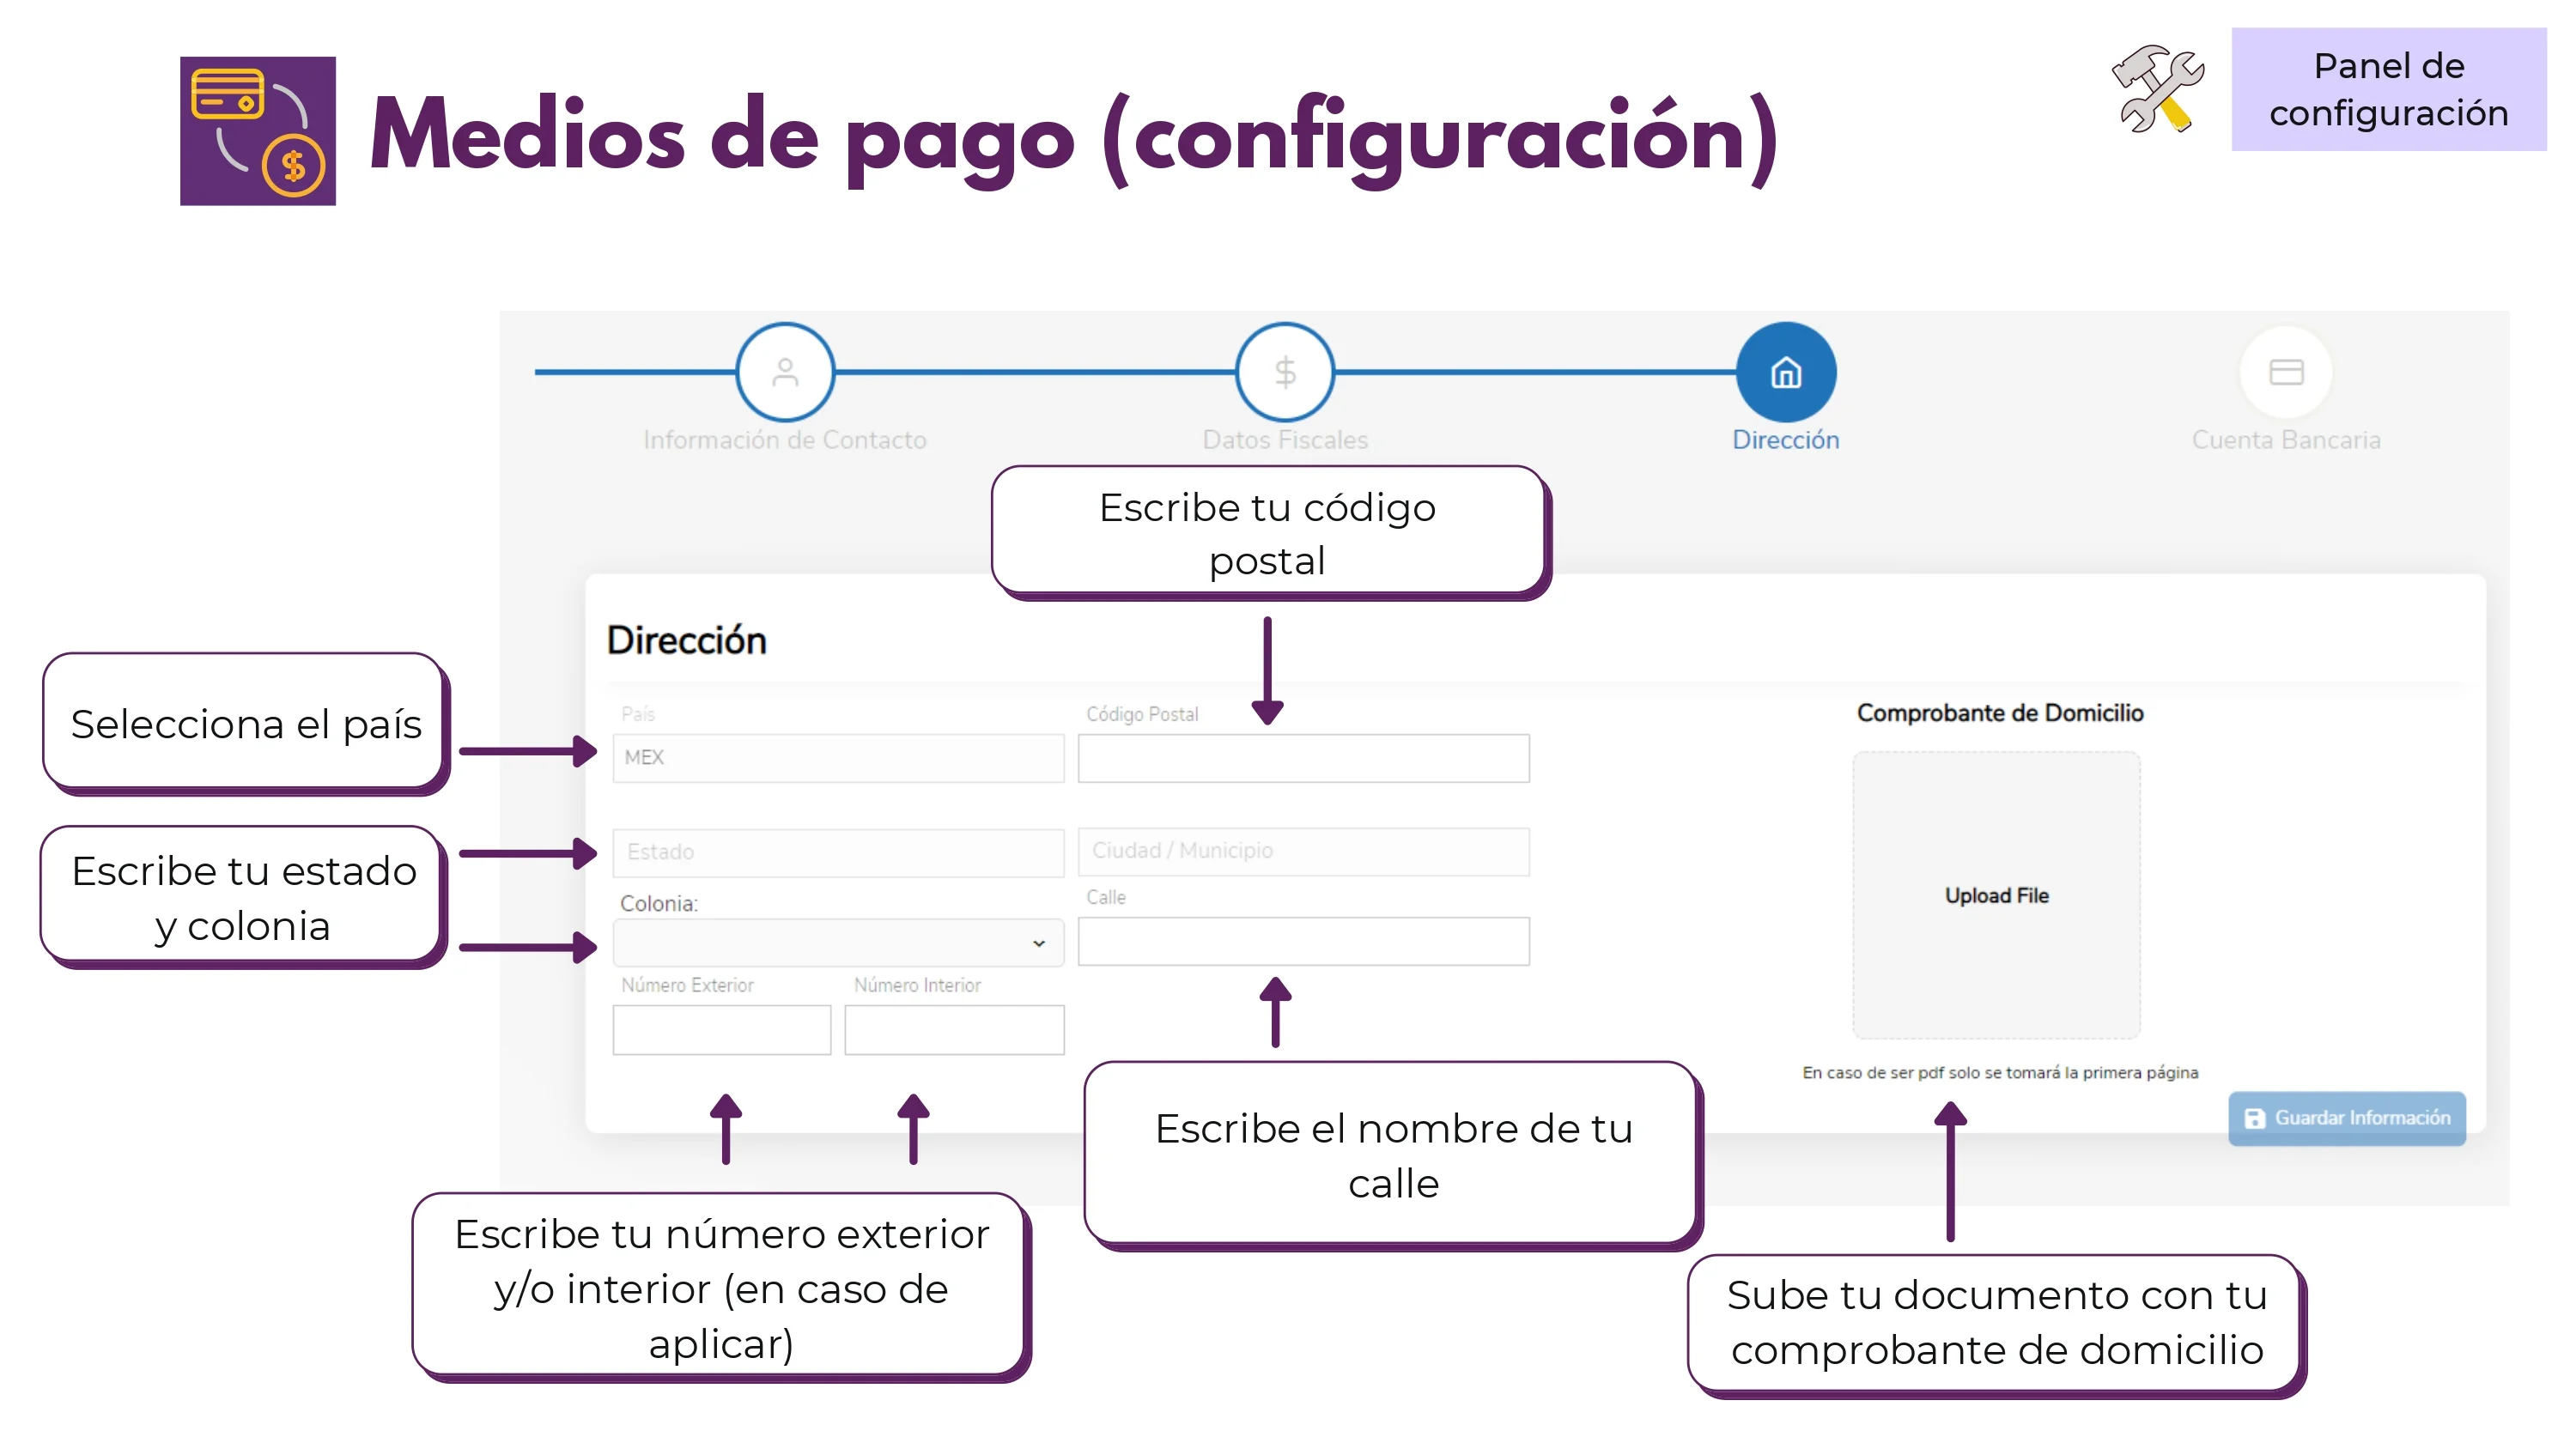 Medios de pago (configuración)
Panel de
configuración
Información de Contacto
Datos Fiscales
Dirección
Cuenta Bancaria
Escribe tu código
postal
Dirección
Selecciona el país
País
MEX
Código Postal
Comprobante de Domicilio
Escribe tu estado
y colonia
Estado
Ciudad / Municipio
Colonia:
Calle
Upload File
Número Exterior
Número Interior
En caso de ser pdf solo se tomará la primera página
Guardar Información
Escribe el nombre de tu
calle
Escribe tu número exterior
y/o interior (en caso de
aplicar)
Sube tu documento con tu
comprobante de domicilio